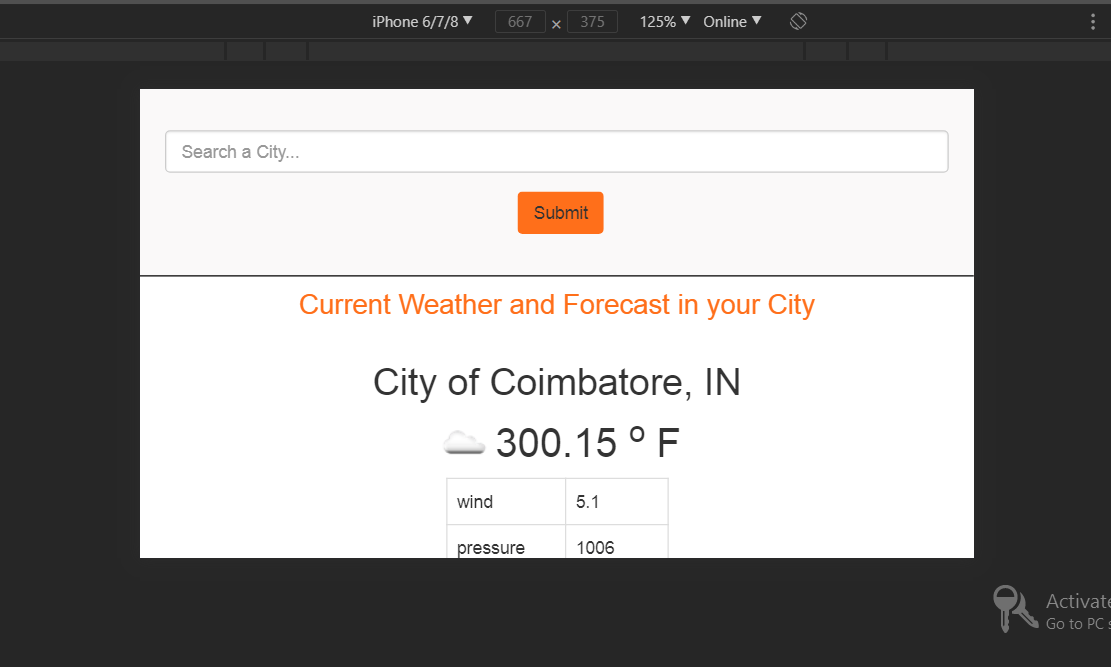 iPhone 6/7/8 ▼ 667 × 375 125% ▼ Online ▼
Search a City...
Submit
Current Weather and Forecast in your City
City of Coimbatore, IN
300.15 º F
wind 5.1
pressure 1006
Activate
Go to PC s